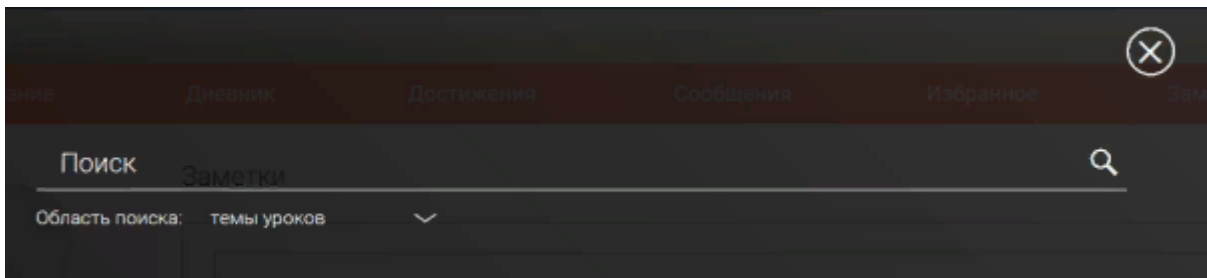 Дневник Достижения Сообщения Избранное
Поиск
Заметки
Область поиска: темы уроков